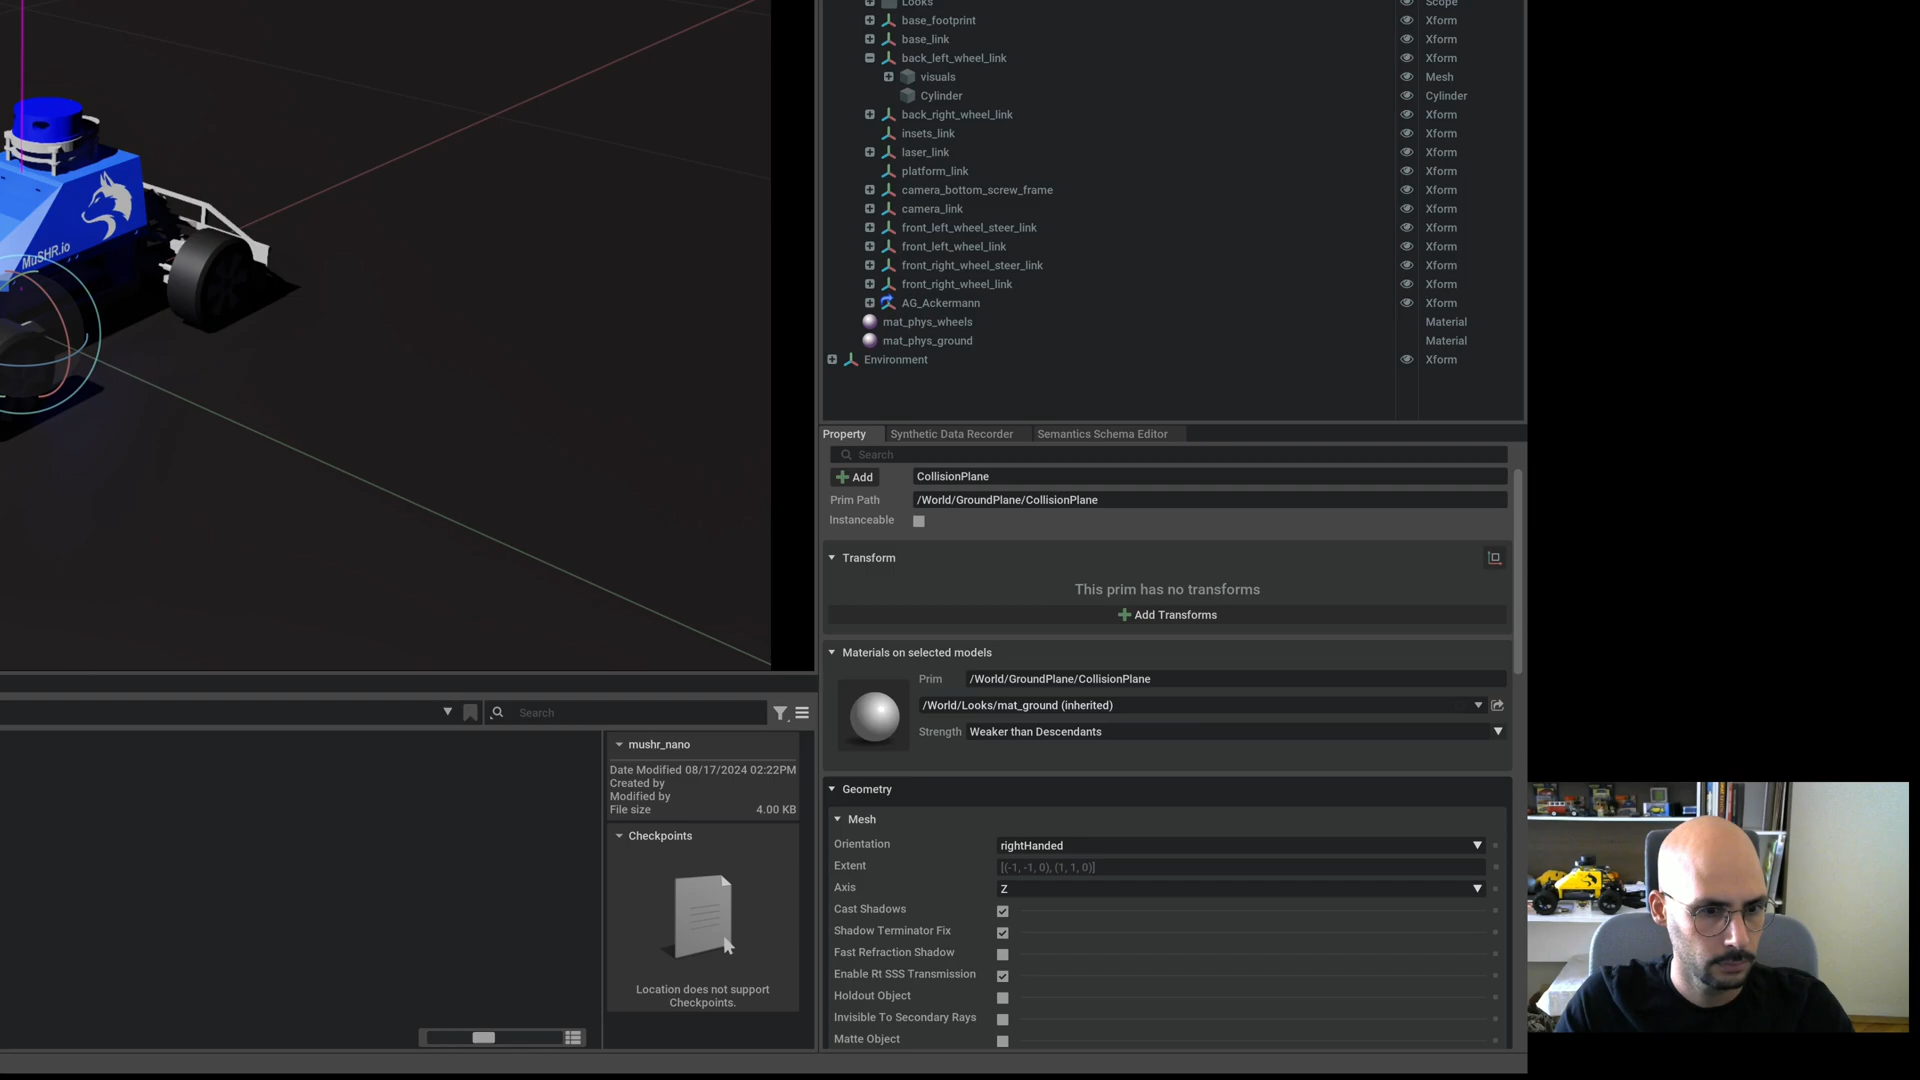 Looks Scope
base_footprint Xform
base_link Xform
back_left_wheel_link Xform
visuals Mesh
Cylinder Cylinder
back_right_wheel_link Xform
insets_link Xform
laser_link Xform
platform_link Xform
camera_bottom_screw_frame Xform
camera_link Xform
front_left_wheel_steer_link Xform
front_left_wheel_link Xform
front_right_wheel_steer_link Xform
front_right_wheel_link Xform
AG_Ackermann Xform
mat_phys_wheels Material
mat_phys_ground Material
Environment Xform
MuSHR.io
Property Synthetic Data Recorder Semantics Schema Editor
Search
Add CollisionPlane
Prim Path /World/GroundPlane/CollisionPlane
Instanceable
Transform
This prim has no transforms
Add Transforms
Materials on selected models
Prim /World/GroundPlane/CollisionPlane
/World/Looks/mat_ground (inherited)
Strength Weaker than Descendants
Geometry
Mesh
Orientation rightHanded
Extent [(-1, -1, 0), (1, 1, 0)]
Axis Z
Cast Shadows
Shadow Terminator Fix
Fast Refraction Shadow
Enable Rt SSS Transmission
Holdout Object
Invisible To Secondary Rays
Matte Object
Search
mushr_nano
Date Modified 08/17/2024 02:22PM
Created by
Modified by
File size 4.00 KB
Checkpoints
Location does not support
Checkpoints.